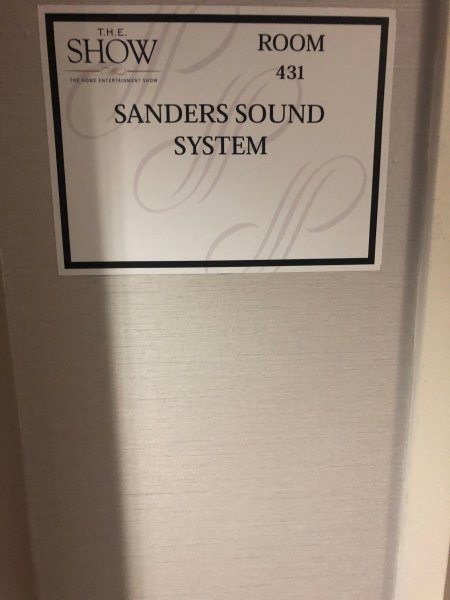 T.H.E.
SHOW
THE HOME ENTERTAINMENT SHOW
ROOM
431
SANDERS SOUND
SYSTEM